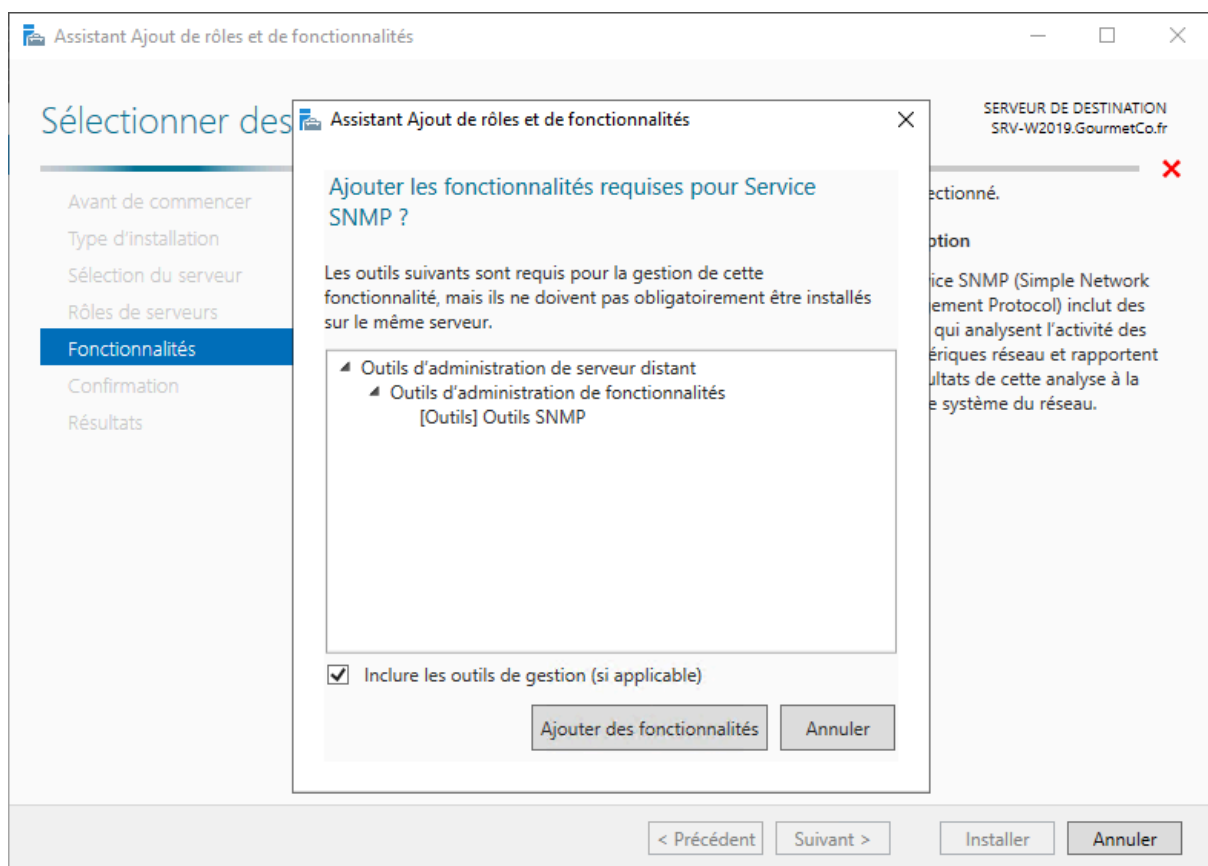 Assistant Ajout de rôles et de fonctionnalités
Sélectionner des
SERVEUR DE DESTINATION
SRV-W2019.GourmetCo.fr
Avant de commencer
Type d'installation
Sélection du serveur
Rôles de serveurs
Fonctionnalités
Confirmation
Résultats
Assistant Ajout de rôles et de fonctionnalités
Ajouter les fonctionnalités requises pour Service
SNMP ?
Les outils suivants sont requis pour la gestion de cette
fonctionnalité, mais ils ne doivent pas obligatoirement être installés
sur le même serveur.
Outils d'administration de serveur distant
Outils d'administration de fonctionnalités
[Outils] Outils SNMP
Inclure les outils de gestion (si applicable)
Ajouter des fonctionnalités
Annuler
ectionné.
ption
ice SNMP (Simple Network
ement Protocol) inclut des
qui analysent l'activité des
ériques réseau et rapportent
ultats de cette analyse à la
e système du réseau.
< Précédent
Suivant >
Installer
Annuler